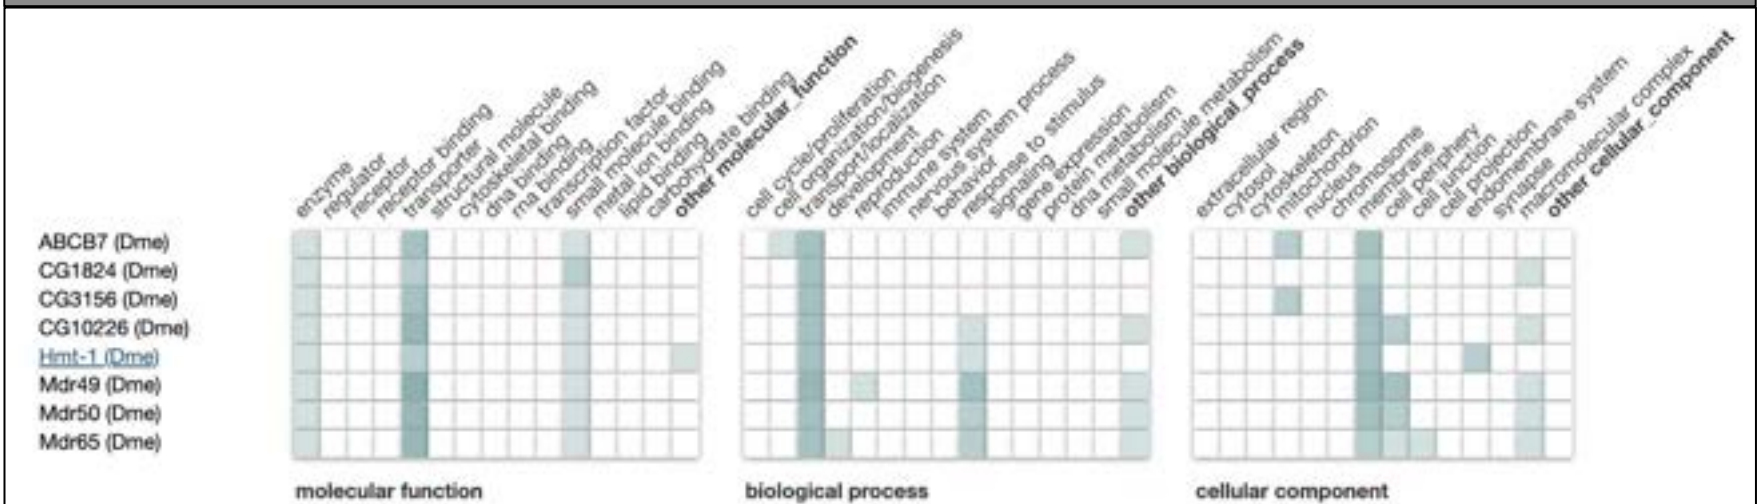 enzyme
regulator
receptor
receptor binding
transporter
structural molecule
cytoskeletal binding
dna binding
rna binding
transcription factor
small molecule binding
metal ion binding
lipid binding
carbohydrate binding
other molecular_function
cell cycle/proliferation
cell organization/biogenesis
transport/localization
development
reproduction
immune system
nervous system process
behavior
response to stimulus
signaling
gene expression
protein metabolism
dna metabolism
small molecule metabolism
other biological_process
extracellular region
cytosol
cytoskeleton
mitochondrion
nucleus
chromosome
membrane
cell periphery
cell junction
cell projection
endomembrane system
synapse
macromolecular complex
other cellular_component
ABCB7 (Dme)
CG1824 (Dme)
CG3156 (Dme)
CG10226 (Dme)
Hmt-1 (Dme)
Mdr49 (Dme)
Mdr50 (Dme)
Mdr65 (Dme)
molecular function
biological process
cellular component